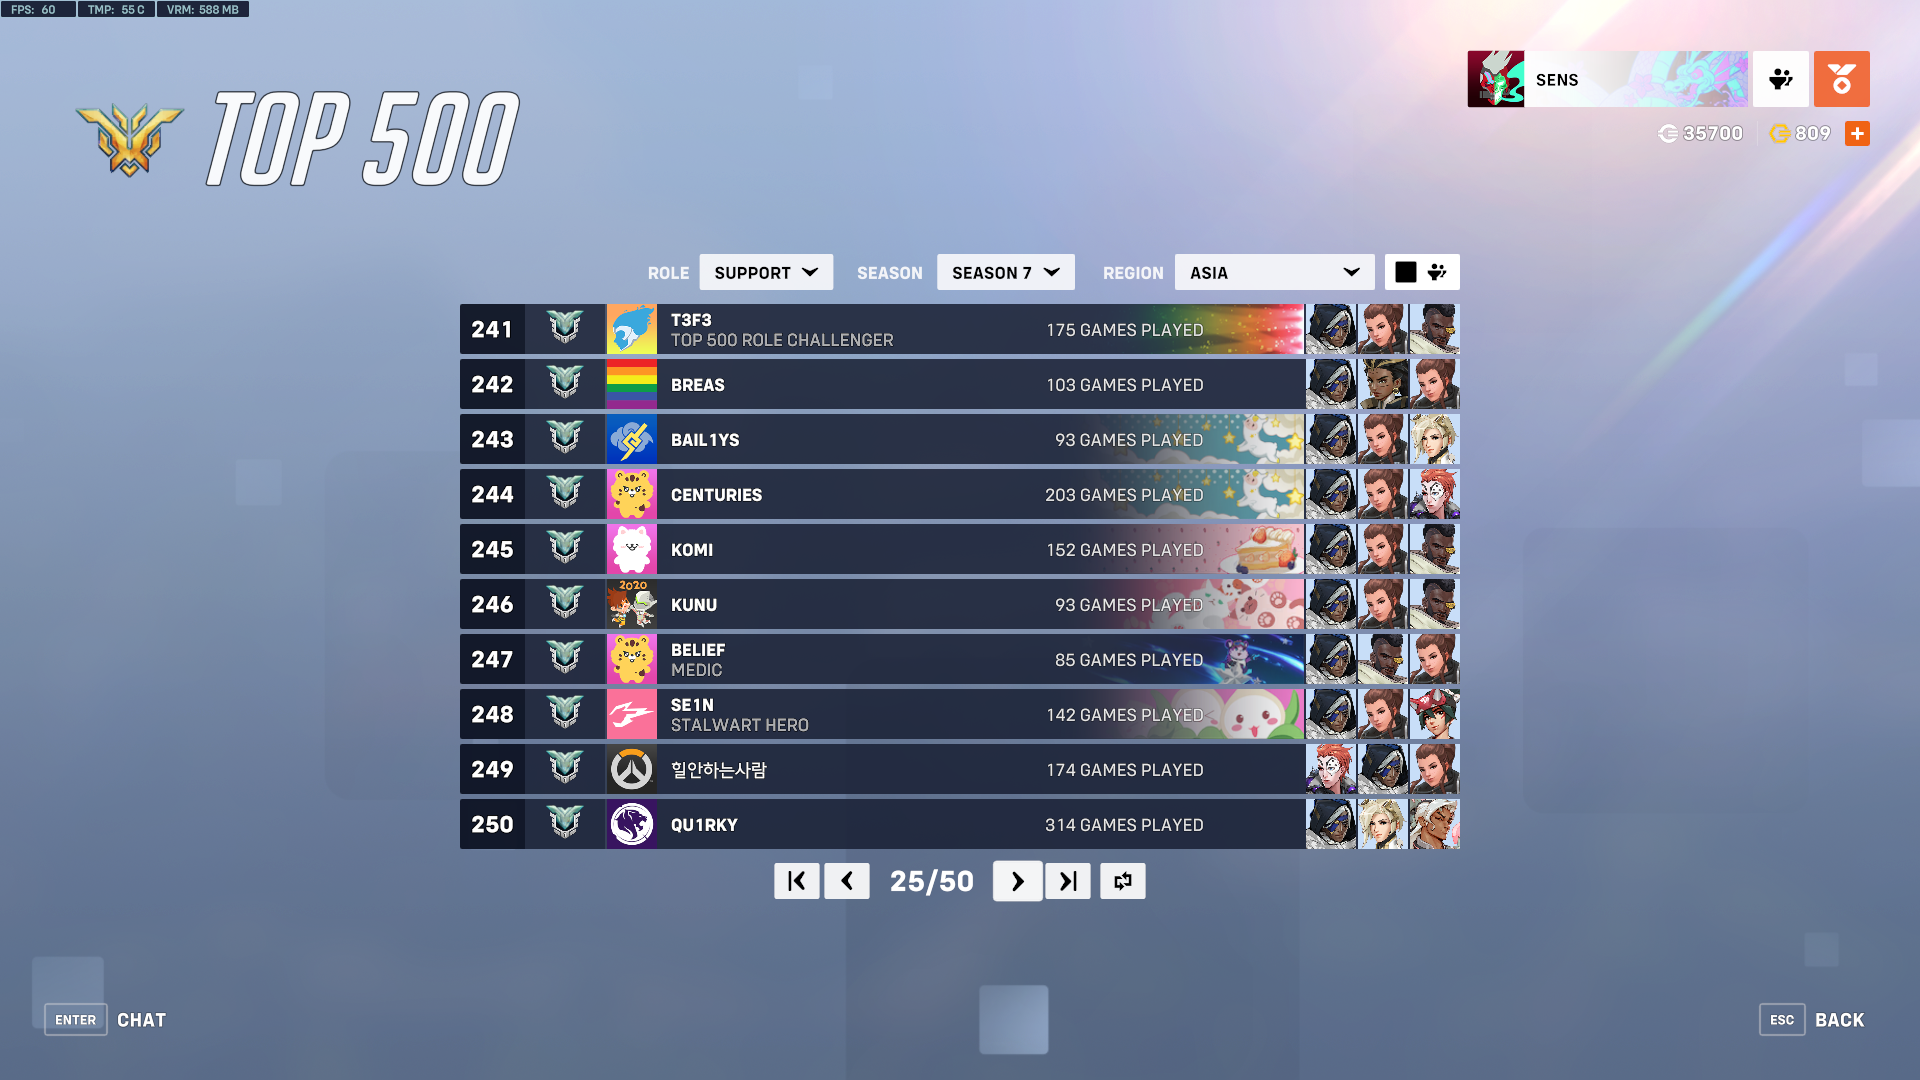 FPS: 60 TMP: 55 C VRM: 588 MB
TOP 500
SENS
35700 809
ROLE SUPPORT SEASON SEASON 7 REGION ASIA
241 T3F3 175 GAMES PLAYED
TOP 500 ROLE CHALLENGER
242 BREAS 103 GAMES PLAYED
243 BAIL1YS 93 GAMES PLAYED
244 CENTURIES 203 GAMES PLAYED
245 KOMI 152 GAMES PLAYED
2020
246 KUNU 93 GAMES PLAYED
247 BELIEF 85 GAMES PLAYED
MEDIC
248 SE1N 142 GAMES PLAYED
STALWART HERO
249 힐안하는사람 174 GAMES PLAYED
250 QU1RKY 314 GAMES PLAYED
25/50
ENTER CHAT
ESC BACK